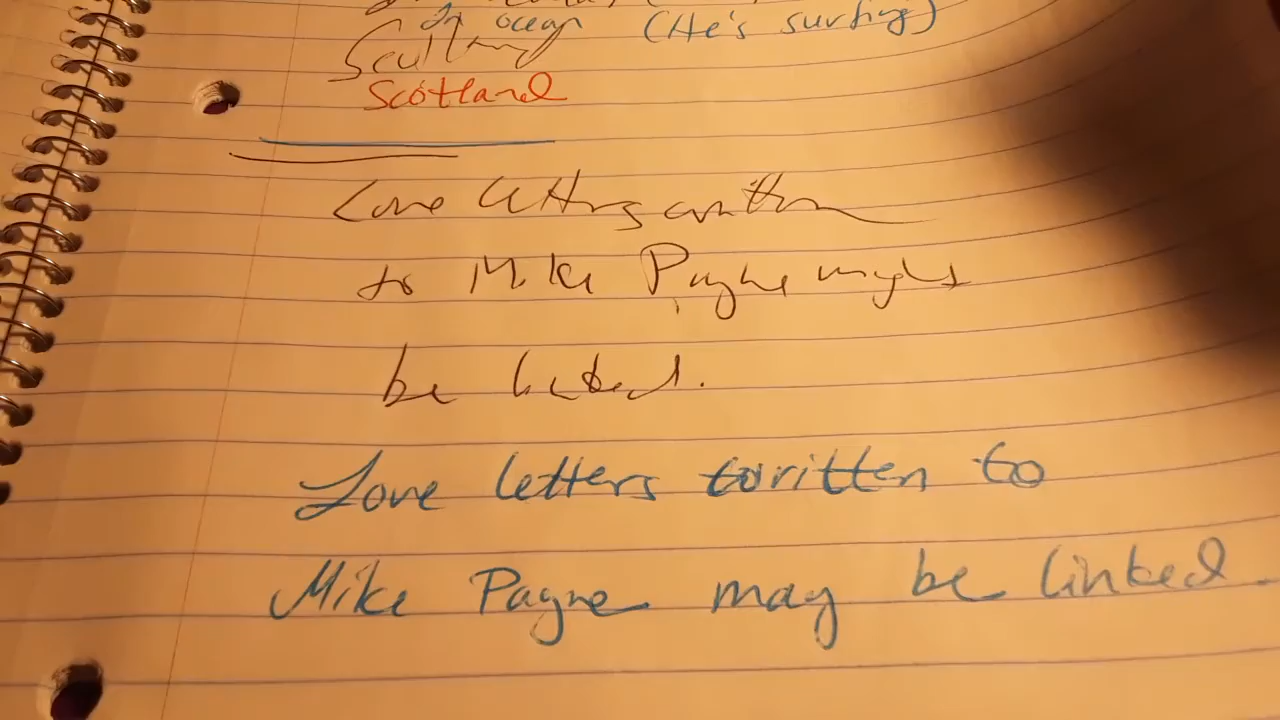 In ocean (He's surfing)
Scotland
Love letters written
to Mike Payne might
be linked.
Love letters written to
Mike Payne may be linked.